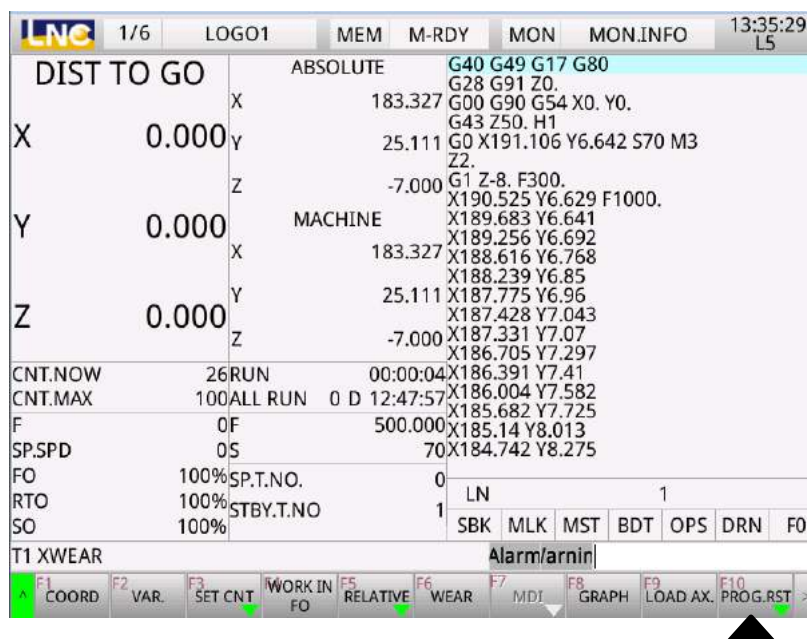 LNC 1/6 LOGO1 MEM M-RDY MON MON.INFO 13:35:29
L5
DIST TO GO
X 0.000
Y 0.000
Z 0.000
ABSOLUTE
X 183.327
Y 25.111
Z -7.000
MACHINE
X 183.327
Y 25.111
Z -7.000
G40 G49 G17 G80
G28 G91 Z0.
G00 G90 G54 X0. Y0.
G43 Z50. H1
G0 X191.106 Y6.642 S70 M3
Z2.
G1 Z-8. F300.
X190.525 Y6.629 F1000.
X189.683 Y6.641
X189.256 Y6.692
X188.616 Y6.768
X188.239 Y6.85
X187.775 Y6.96
X187.428 Y7.043
X187.331 Y7.07
X186.705 Y7.297
X186.391 Y7.41
X186.004 Y7.582
X185.682 Y7.725
X185.14 Y8.013
X184.742 Y8.275
CNT.NOW 26
CNT.MAX 100
RUN 00:00:04
ALL RUN 0 D 12:47:57
F 0
SP.SPD 0
F 500.000
S 70
FO 100%
RTO 100%
SO 100%
SP.T.NO. 0
STBY.T.NO 1
LN 1
SBK MLK MST BDT OPS DRN F0
T1 XWEAR Alarm/arnin
^ F1 COORD F2 VAR. F3 SET CNT F4 WORK IN FO F5 RELATIVE F6 WEAR F7 MDI F8 GRAPH F9 LOAD AX. F10 PROG.RST >